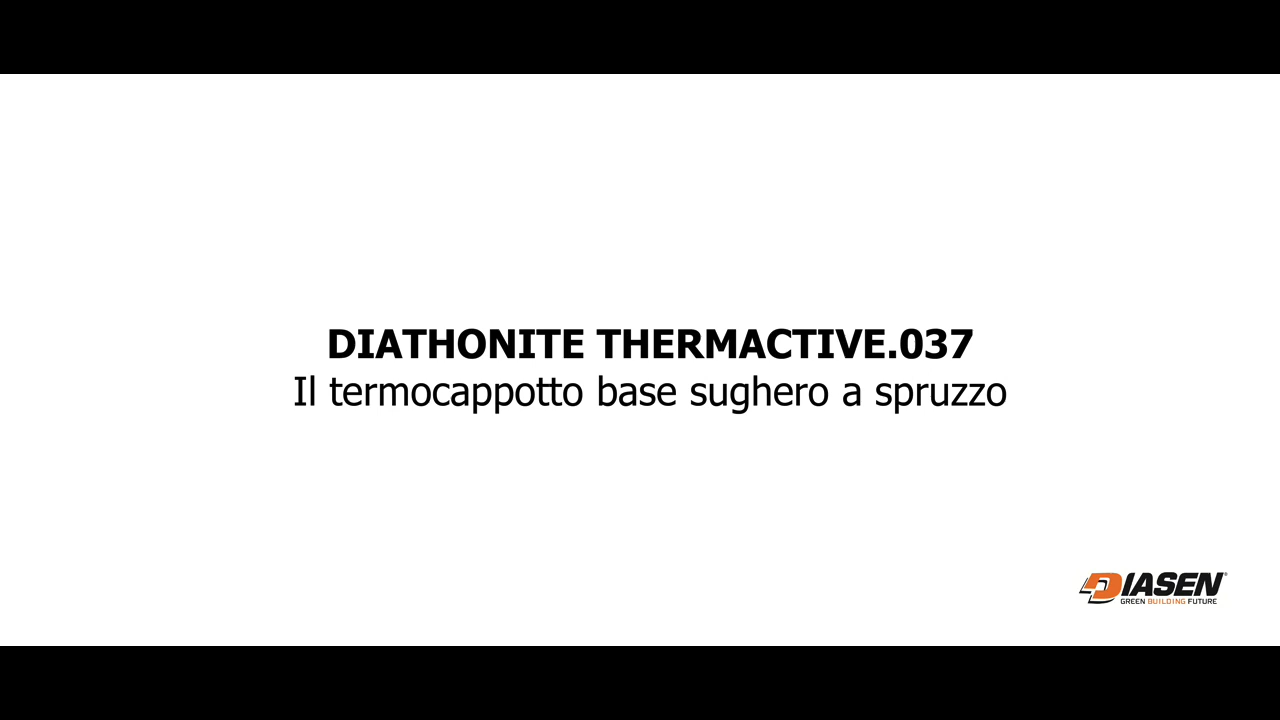 DIATHONITE THERMACTIVE.037
Il termocappotto base sughero a spruzzo
DIASEN®
GREEN BUILDING FUTURE